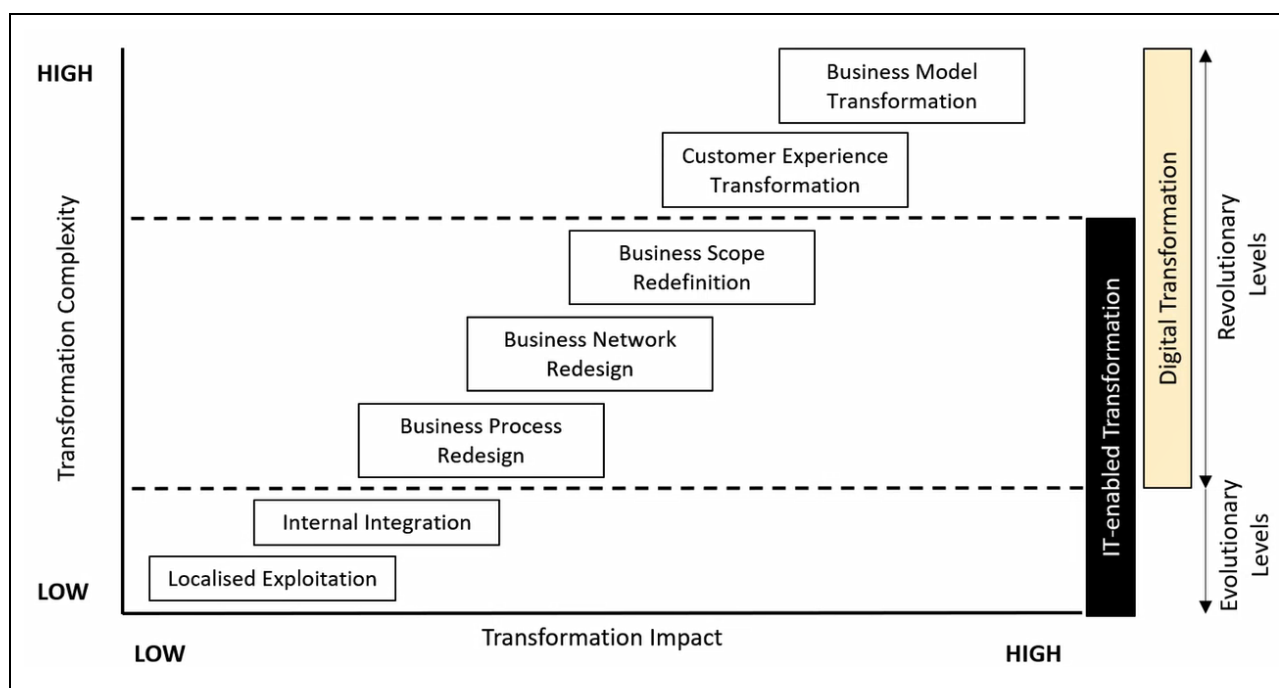 HIGH
Business Model
Transformation
Customer Experience
Transformation
Business Scope
Redefinition
Business Network
Redesign
Business Process
Redesign
Internal Integration
Localised Exploitation
LOW
Transformation Complexity
LOW
Transformation Impact
HIGH
IT-enabled Transformation
Digital Transformation
Revolutionary
Levels
Evolutionary
Levels